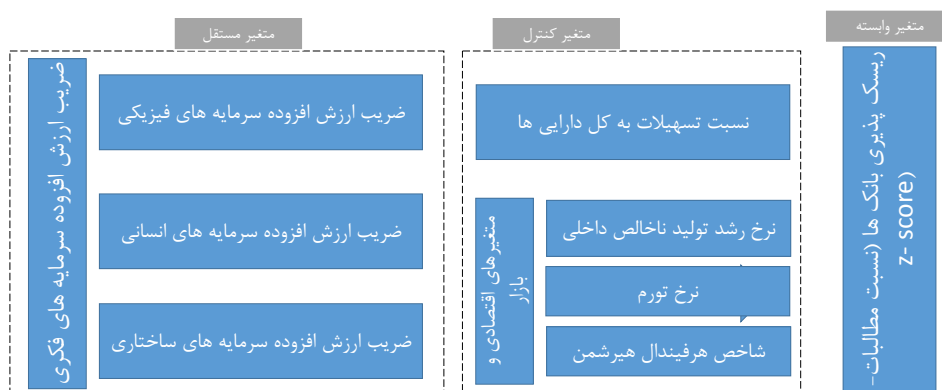 متغیر وابسته
ریسک پذیری بانک ها (نسبت مطالبات-
z- score)
متغیر کنترل
نسبت تسهیلات به کل دارایی ها
متغیرهای اقتصادی و
بازار
نرخ رشد تولید ناخالص داخلی
نرخ تورم
شاخص هرفیندال هیرشمن
متغیر مستقل
ضریب ارزش افزوده سرمایه های فیزیکی
ضریب ارزش افزوده سرمایه های انسانی
ضریب ارزش افزوده سرمایه های ساختاری
ضریب ارزش افزوده سرمایه های فکری